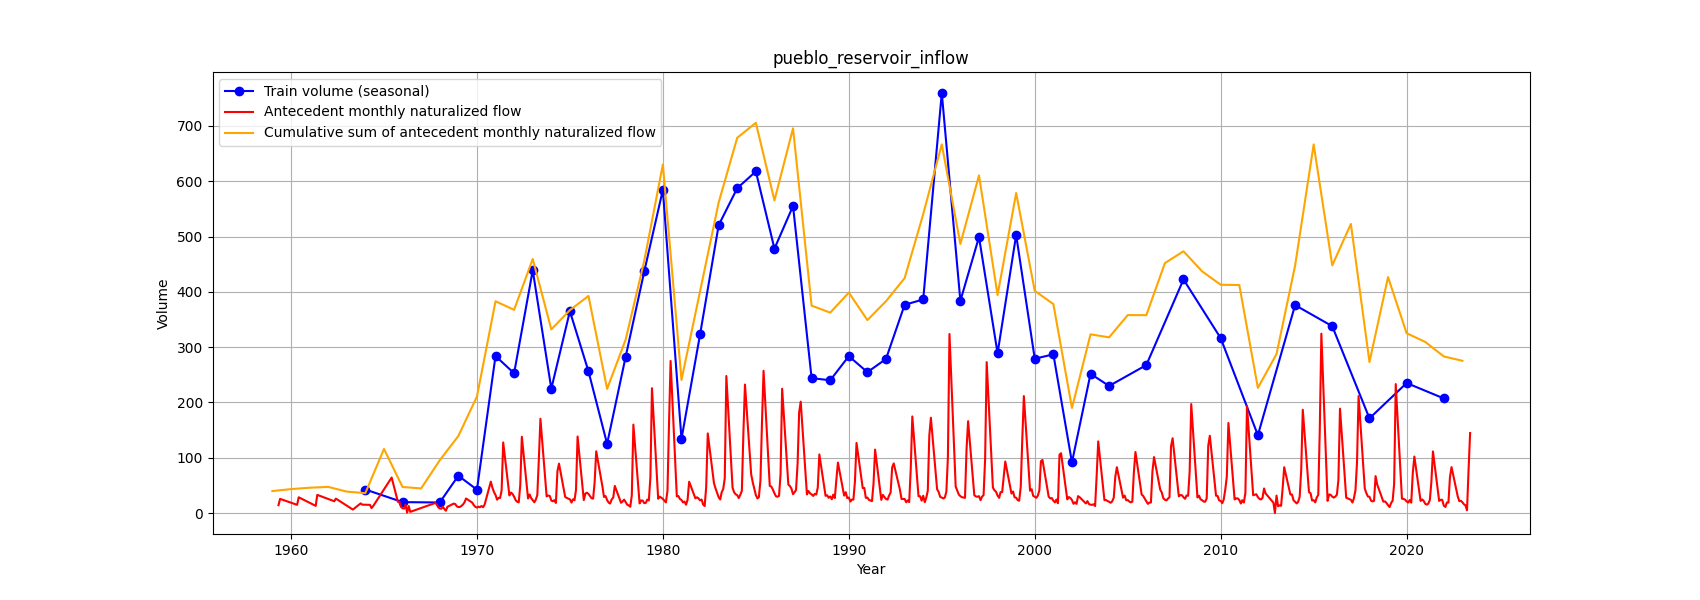 pueblo_reservoir_inflow
Train volume (seasonal)
Antecedent monthly naturalized flow
Cumulative sum of antecedent monthly naturalized flow
Volume
700
600
500
400
300
200
100
0
1960 1970 1980 1990 2000 2010 2020
Year